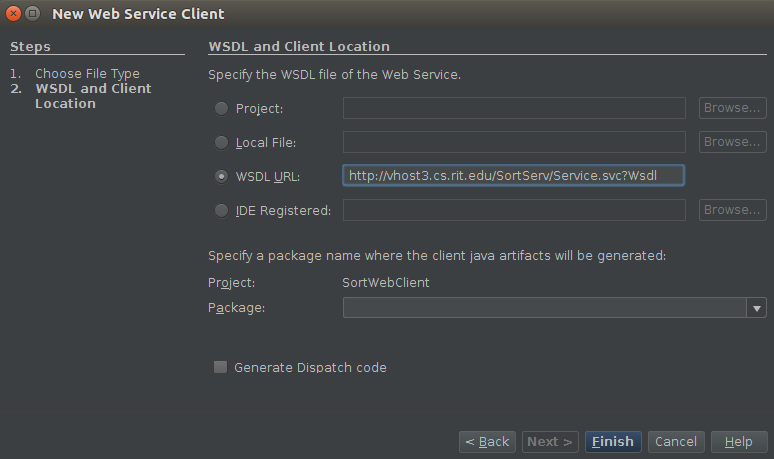 New Web Service Client
Steps
1. Choose File Type
2. WSDL and Client
Location
WSDL and Client Location
Specify the WSDL file of the Web Service.
Project:
Browse...
Local File:
Browse...
WSDL URL:
http://vhost3.cs.rit.edu/SortServ/Service.svc?Wsdl
IDE Registered:
Browse...
Specify a package name where the client java artifacts will be generated:
Project: SortWebClient
Package:
Generate Dispatch code
< Back
Next >
Finish
Cancel
Help